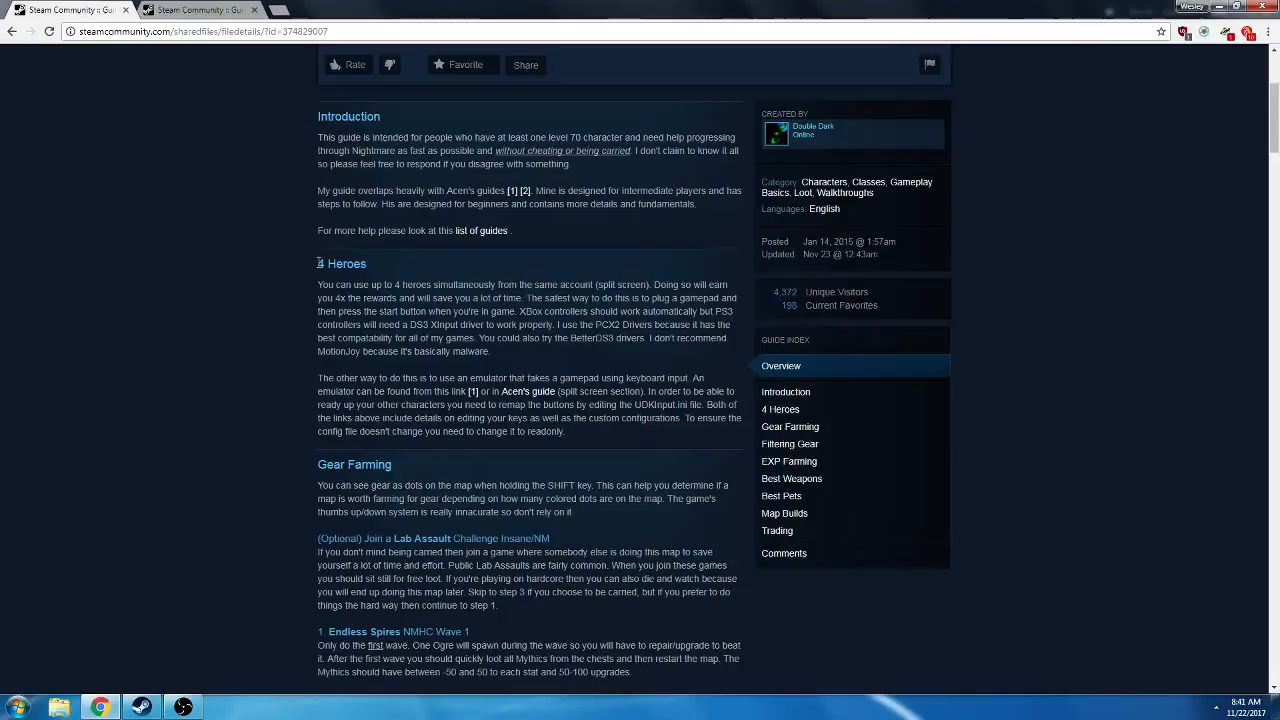 Steam Community :: Gui
Steam Community :: Gui
Wesley
steamcommunity.com/sharedfiles/filedetails/?id=374829007
Rate
Favorite
Share
Introduction
This guide is intended for people who have at least one level 70 character and need help progressing
through Nightmare as fast as possible and without cheating or being carried. I don't claim to know it all
so please feel free to respond if you disagree with something.
My guide overlaps heavily with Acen's guides [1] [2]. Mine is designed for intermediate players and has
steps to follow. His are designed for beginners and contains more details and fundamentals.
For more help please look at this list of guides .
4 Heroes
You can use up to 4 heroes simultaneously from the same account (split screen). Doing so will earn
you 4x the rewards and will save you a lot of time. The safest way to do this is to plug a gamepad and
then press the start button when you're in game. XBox controllers should work automatically but PS3
controllers will need a DS3 XInput driver to work properly. I use the PCX2 Drivers because it has the
best compatability for all of my games. You could also try the BetterDS3 drivers. I don't recommend
MotionJoy because it's basically malware.
The other way to do this is to use an emulator that fakes a gamepad using keyboard input. An
emulator can be found from this link [1] or in Acen's guide (split screen section). In order to be able to
ready up your other characters you need to remap the buttons by editing the UDKInput.ini file. Both of
the links above include details on editing your keys as well as the custom configurations. To ensure the
config file doesn't change you need to change it to readonly.
Gear Farming
You can see gear as dots on the map when holding the SHIFT key. This can help you determine if a
map is worth farming for gear depending on how many colored dots are on the map. The game's
thumbs up/down system is really innacurate so don't rely on it
(Optional) Join a Lab Assault Challenge Insane/NM
If you don't mind being carried then join a game where somebody else is doing this map to save
yourself a lot of time and effort. Public Lab Assaults are fairly common. When you join these games
you should sit still for free loot. If you're playing on hardcore then you can also die and watch because
you will end up doing this map later. Skip to step 3 if you choose to be carried, but if you prefer to do
things the hard way then continue to step 1.
1. Endless Spires NMHC Wave 1
Only do the first wave. One Ogre will spawn during the wave so you will have to repair/upgrade to beat
it. After the first wave you should quickly loot all Mythics from the chests and then restart the map. The
Mythics should have between -50 and 50 to each stat and 50-100 upgrades.
CREATED BY
Double Dark
Online
Category: Characters, Classes, Gameplay
Basics, Loot, Walkthroughs
Languages: English
Posted Jan 14, 2015 @ 1:57am
Updated Nov 23 @ 12:43am
4,372 Unique Visitors
198 Current Favorites
GUIDE INDEX
Overview
Introduction
4 Heroes
Gear Farming
Filtering Gear
EXP Farming
Best Weapons
Best Pets
Map Builds
Trading
Comments
8:41 AM
11/22/2017